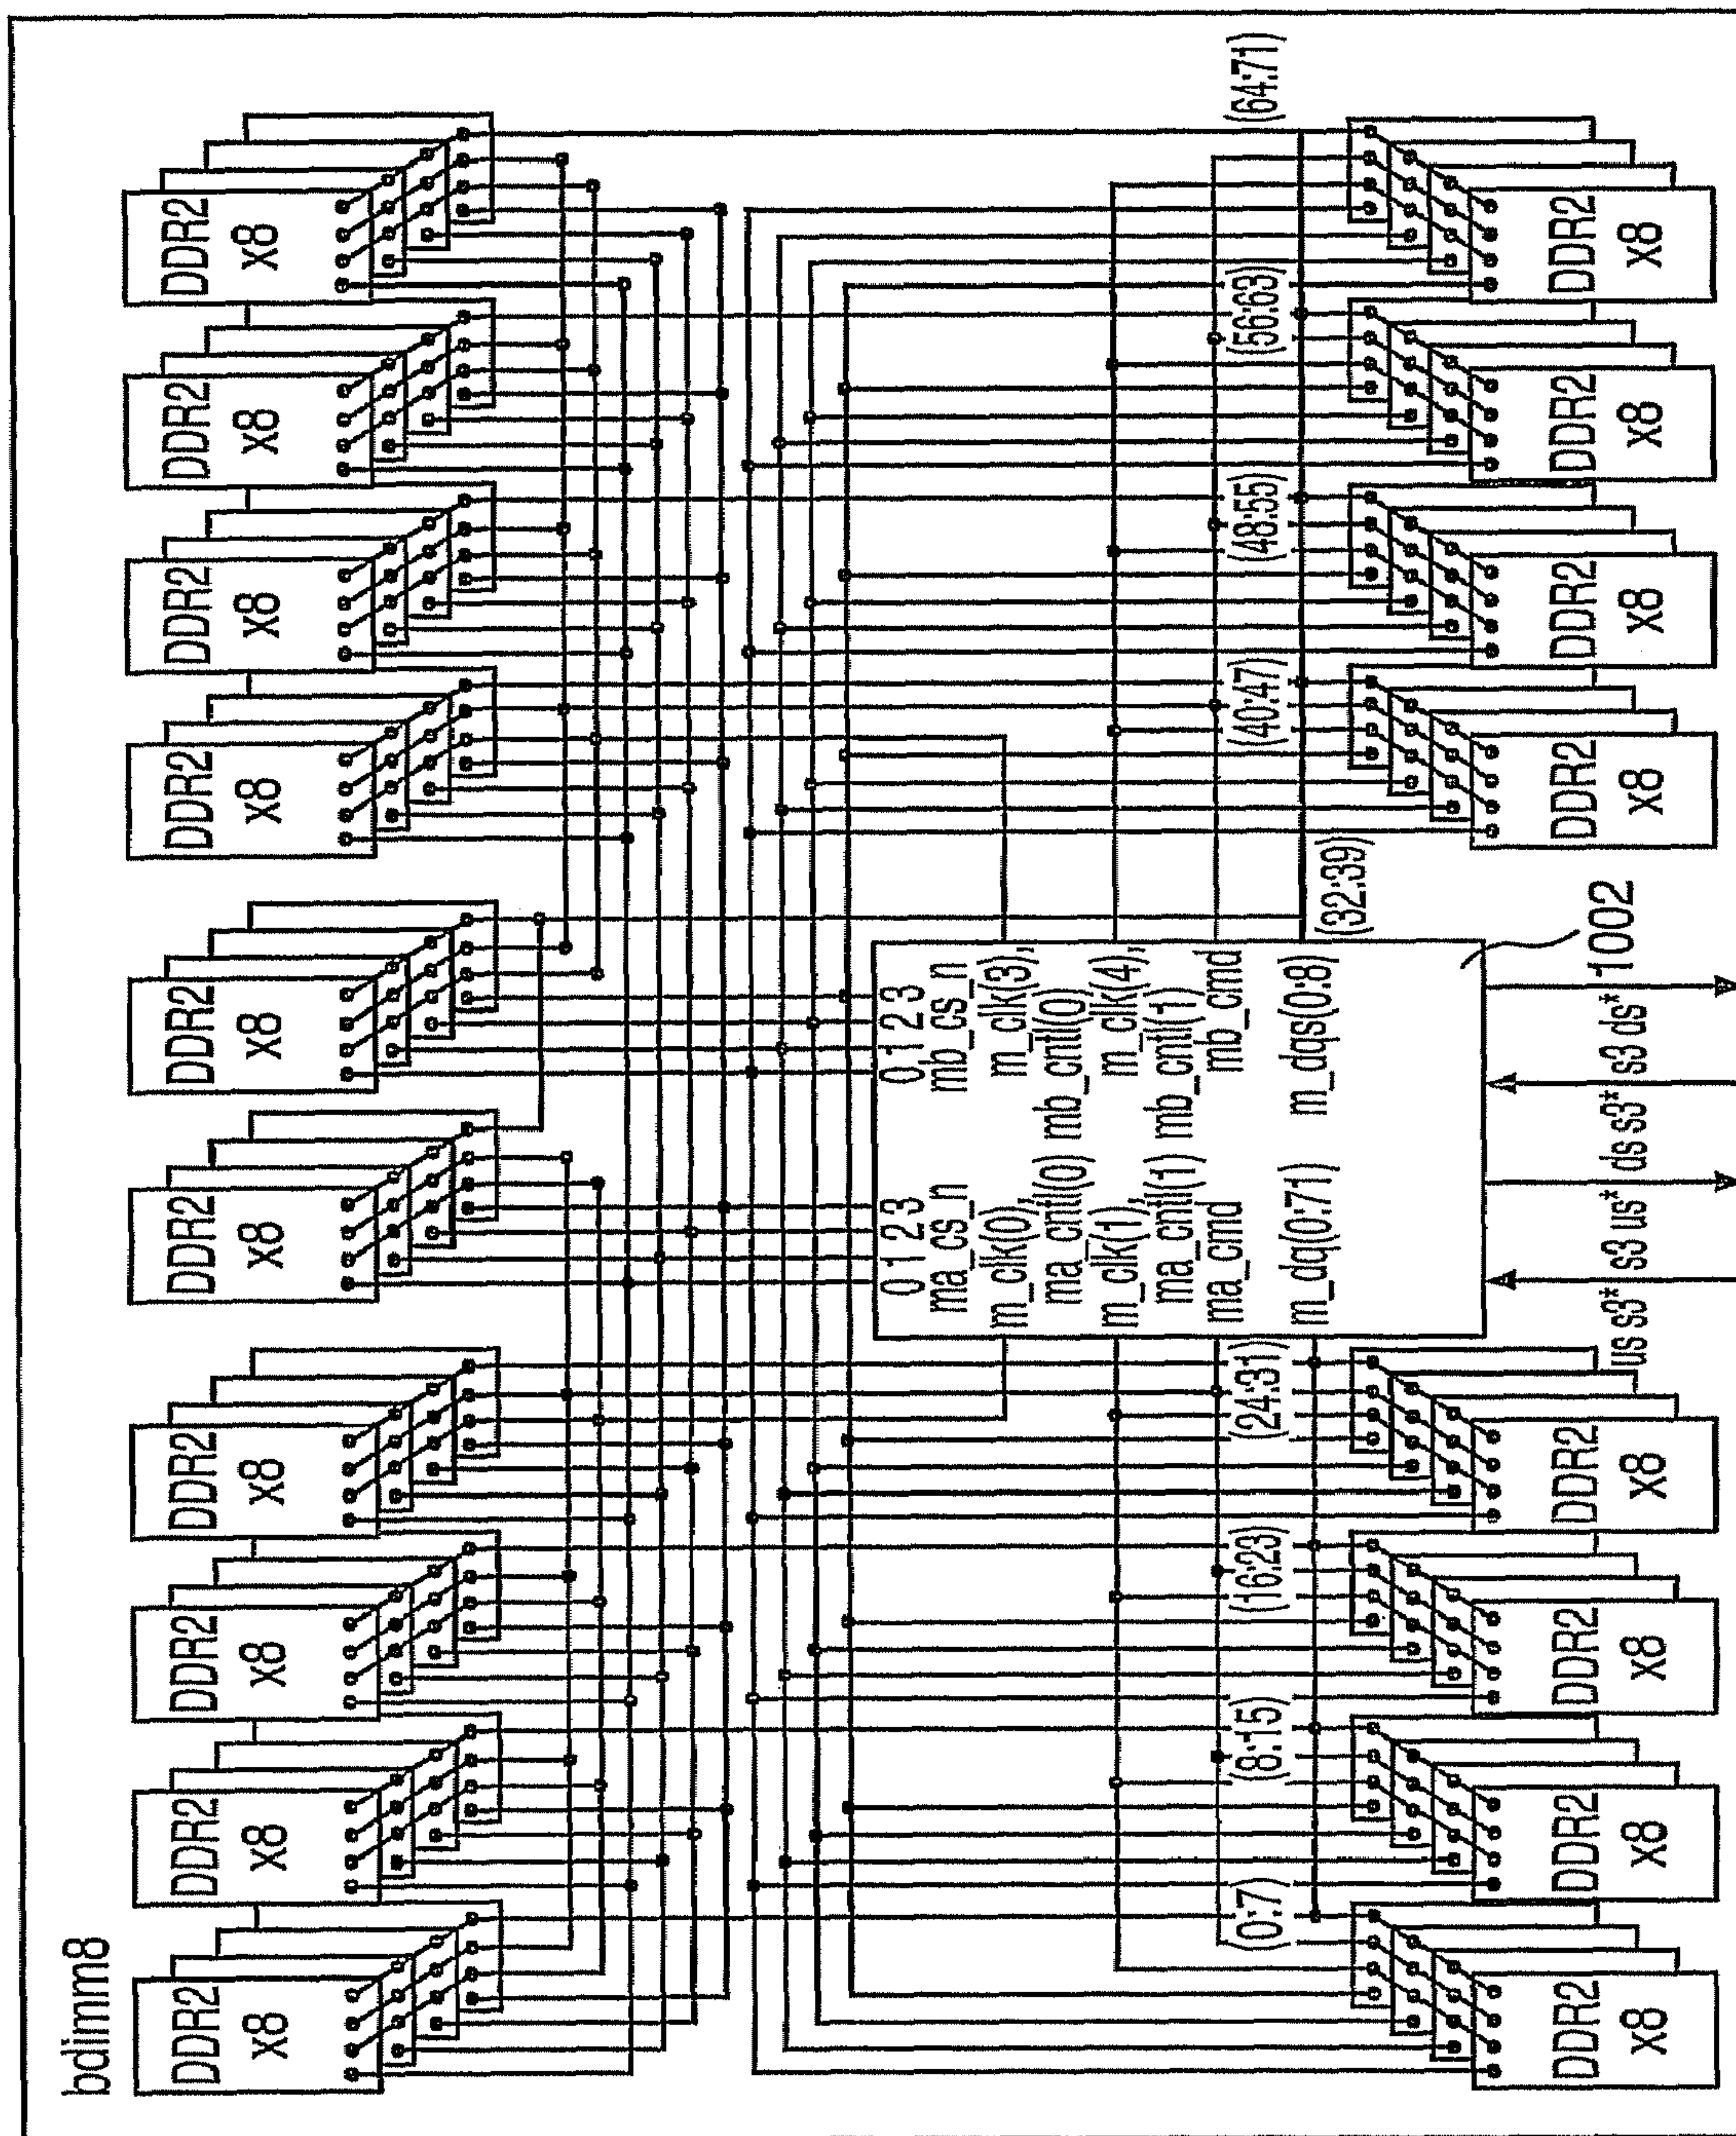 bdimm8
DDR2 DDR2 DDR2 DDR2 DDR2 DDR2 DDR2 DDR2 DDR2 DDR2
x8 x8 x8 x8 x8 x8 x8 x8 x8 x8
0 1 2 3 0 1 2 3
ma_cs_n mb_cs_n
m_clk(0), m_clk(3),
ma_cntl(0) mb_cntl(0)
m_clk(1), m_clk(4),
ma_cntl(1) mb_cntl(1)
ma_cmd mb_cmd
(0:7) (8:15) (16:23) (24:31) (40:47) (48:55) (56:63) (64:71)
m_dq(0:71) m_dqs(0:8)
(32:39)
DDR2 DDR2 DDR2 DDR2 DDR2 DDR2 DDR2 DDR2
x8 x8 x8 x8 x8 x8 x8 x8
1002
us s3* s3 us* ds s3* s3 ds*